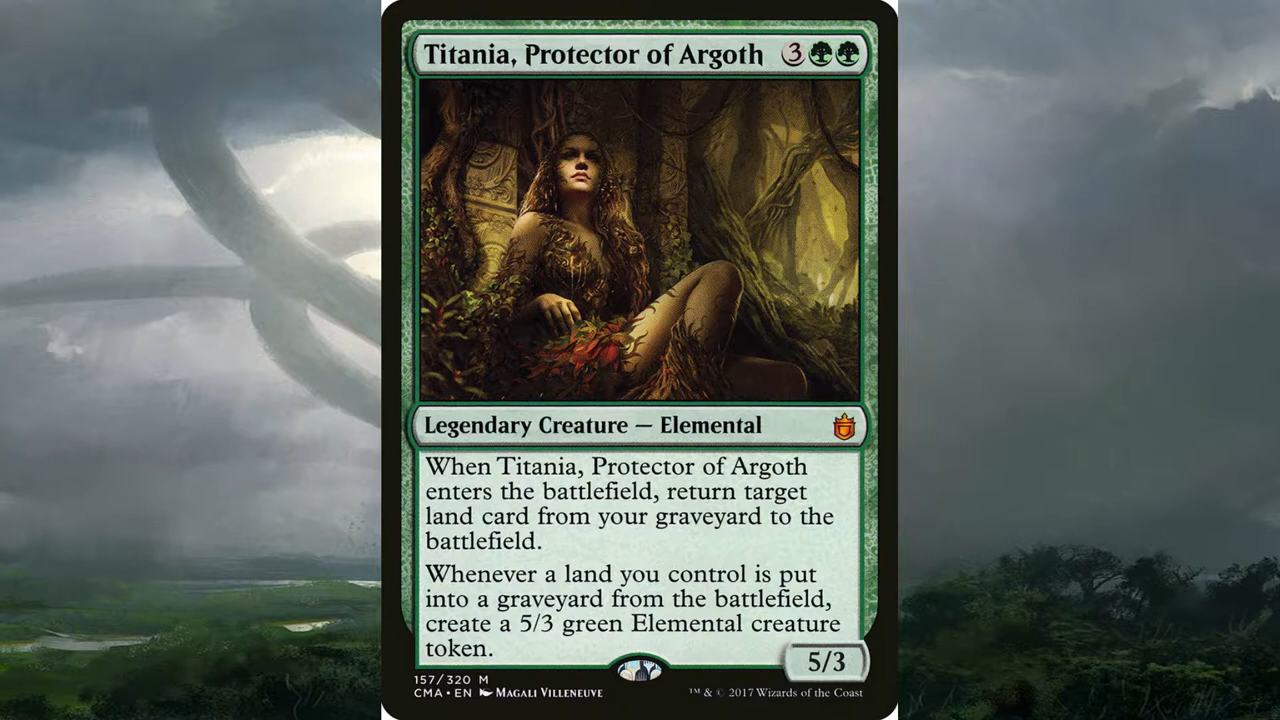 Titania, Protector of Argoth 3
Legendary Creature — Elemental
When Titania, Protector of Argoth
enters the battlefield, return target
land card from your graveyard to the
battlefield.
Whenever a land you control is put
into a graveyard from the battlefield,
create a 5/3 green Elemental creature
token.
5/3
157/320 M
CMA • EN Magali Villeneuve
™ & © 2017 Wizards of the Coast